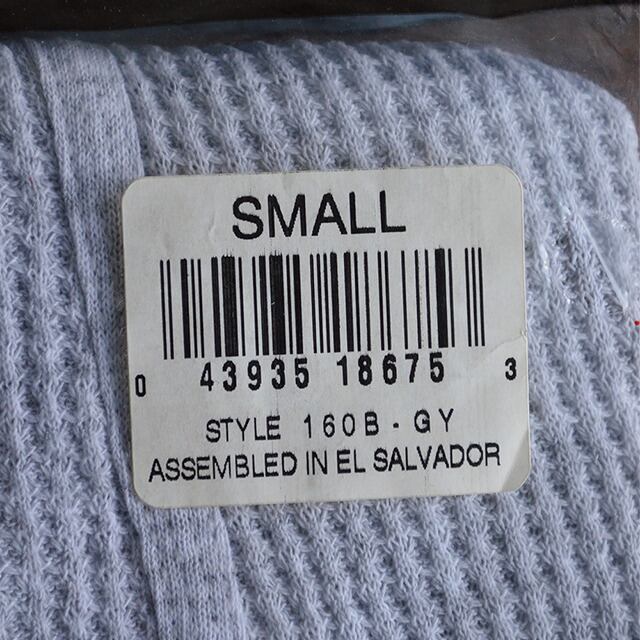 SMALL
0 43935 18675 3
STYLE 160B - GY
ASSEMBLED IN EL SALVADOR